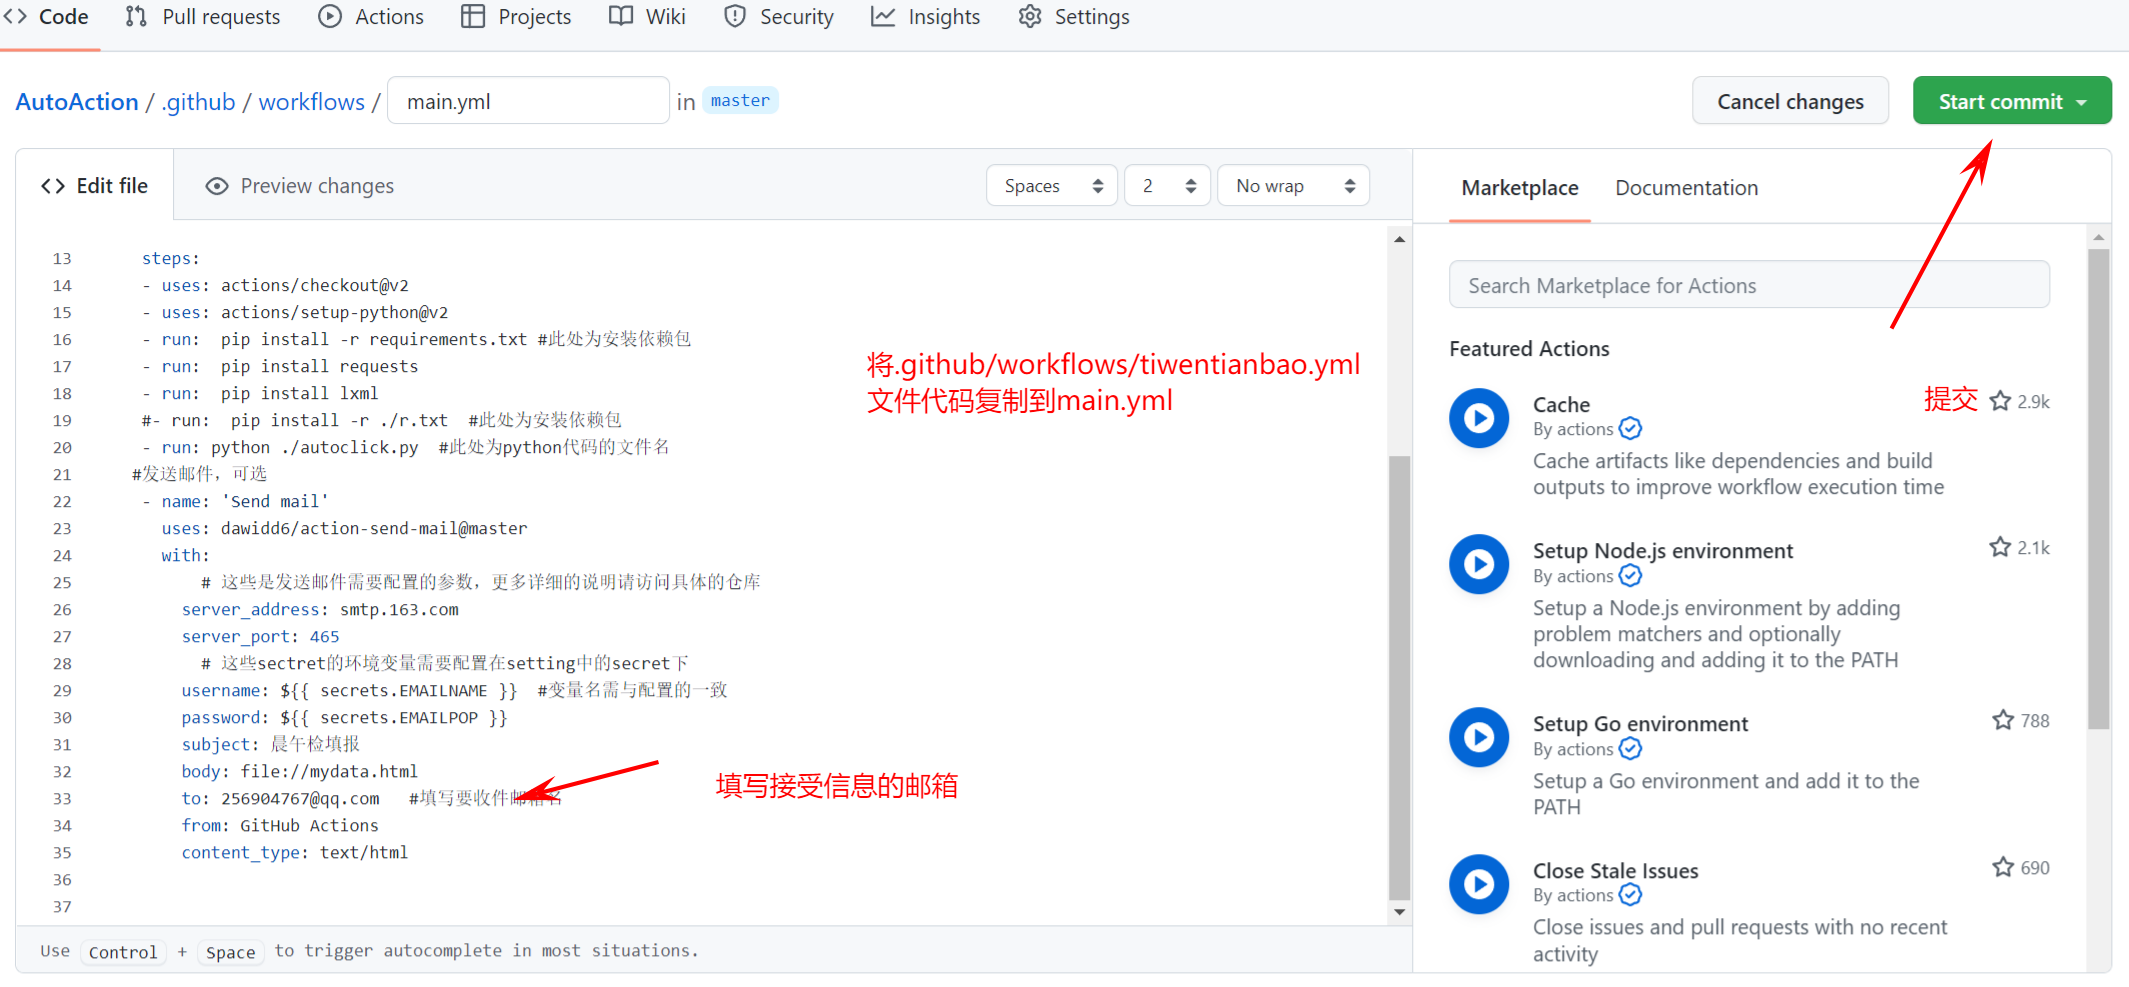 Code Pull requests Actions Projects Wiki Security Insights Settings
AutoAction / .github / workflows / main.yml in master Cancel changes Start commit
Edit file Preview changes Spaces 2 No wrap
13 steps:
14 - uses: actions/checkout@v2
15 - uses: actions/setup-python@v2
16 - run:  pip install -r requirements.txt #此处为安装依赖包
17 - run:  pip install requests
18 - run:  pip install lxml
19 #- run:  pip install -r ./r.txt  #此处为安装依赖包
20 - run: python ./autoclick.py  #此处为python代码的文件名
21 #发送邮件，可选
22 - name: 'Send mail'
23 uses: dawidd6/action-send-mail@master
24 with:
25 # 这些是发送邮件需要配置的参数，更多详细的说明请访问具体的仓库
26 server_address: smtp.163.com
27 server_port: 465
28 # 这些sectret的环境变量需要配置在setting中的secret下
29 username: ${{ secrets.EMAILNAME }}  #变量名需与配置的一致
30 password: ${{ secrets.EMAILPOP }}
31 subject: 晨午检填报
32 body: file://mydata.html
33 to: 256904767@qq.com   #填写要收件邮箱名
34 from: GitHub Actions
35 content_type: text/html
36
37
将.github/workflows/tiwentianbao.yml
文件代码复制到main.yml
填写接受信息的邮箱
Use Control + Space to trigger autocomplete in most situations.
Marketplace Documentation
Search Marketplace for Actions
Featured Actions
提交
Cache 2.9k
By actions
Cache artifacts like dependencies and build
outputs to improve workflow execution time
Setup Node.js environment 2.1k
By actions
Setup a Node.js environment by adding
problem matchers and optionally
downloading and adding it to the PATH
Setup Go environment 788
By actions
Setup a Go environment and add it to the
PATH
Close Stale Issues 690
By actions
Close issues and pull requests with no recent
activity